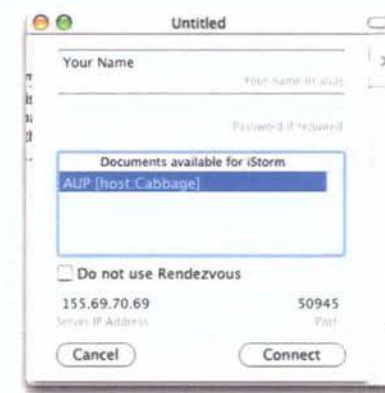 Untitled
Your Name
Your name or alias
Password if required
Documents available for iStorm
AUP [host:Cabbage]
Do not use Rendezvous
155.69.70.69 50945
Server IP Address Port
Cancel Connect